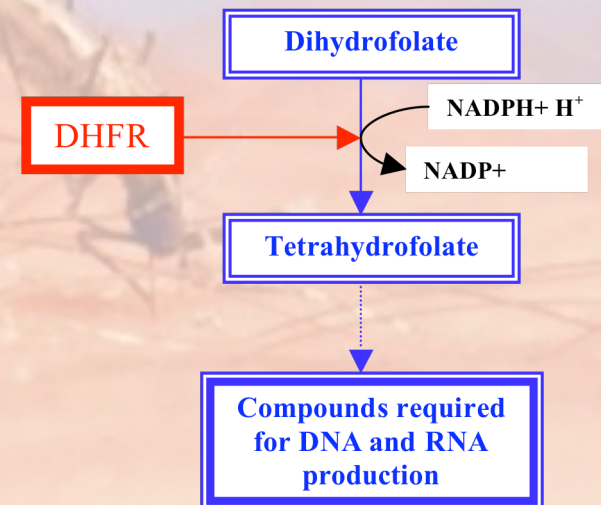 Dihydrofolate
NADPH+ H⁺
DHFR
NADP+
Tetrahydrofolate
Compounds required
for DNA and RNA
production